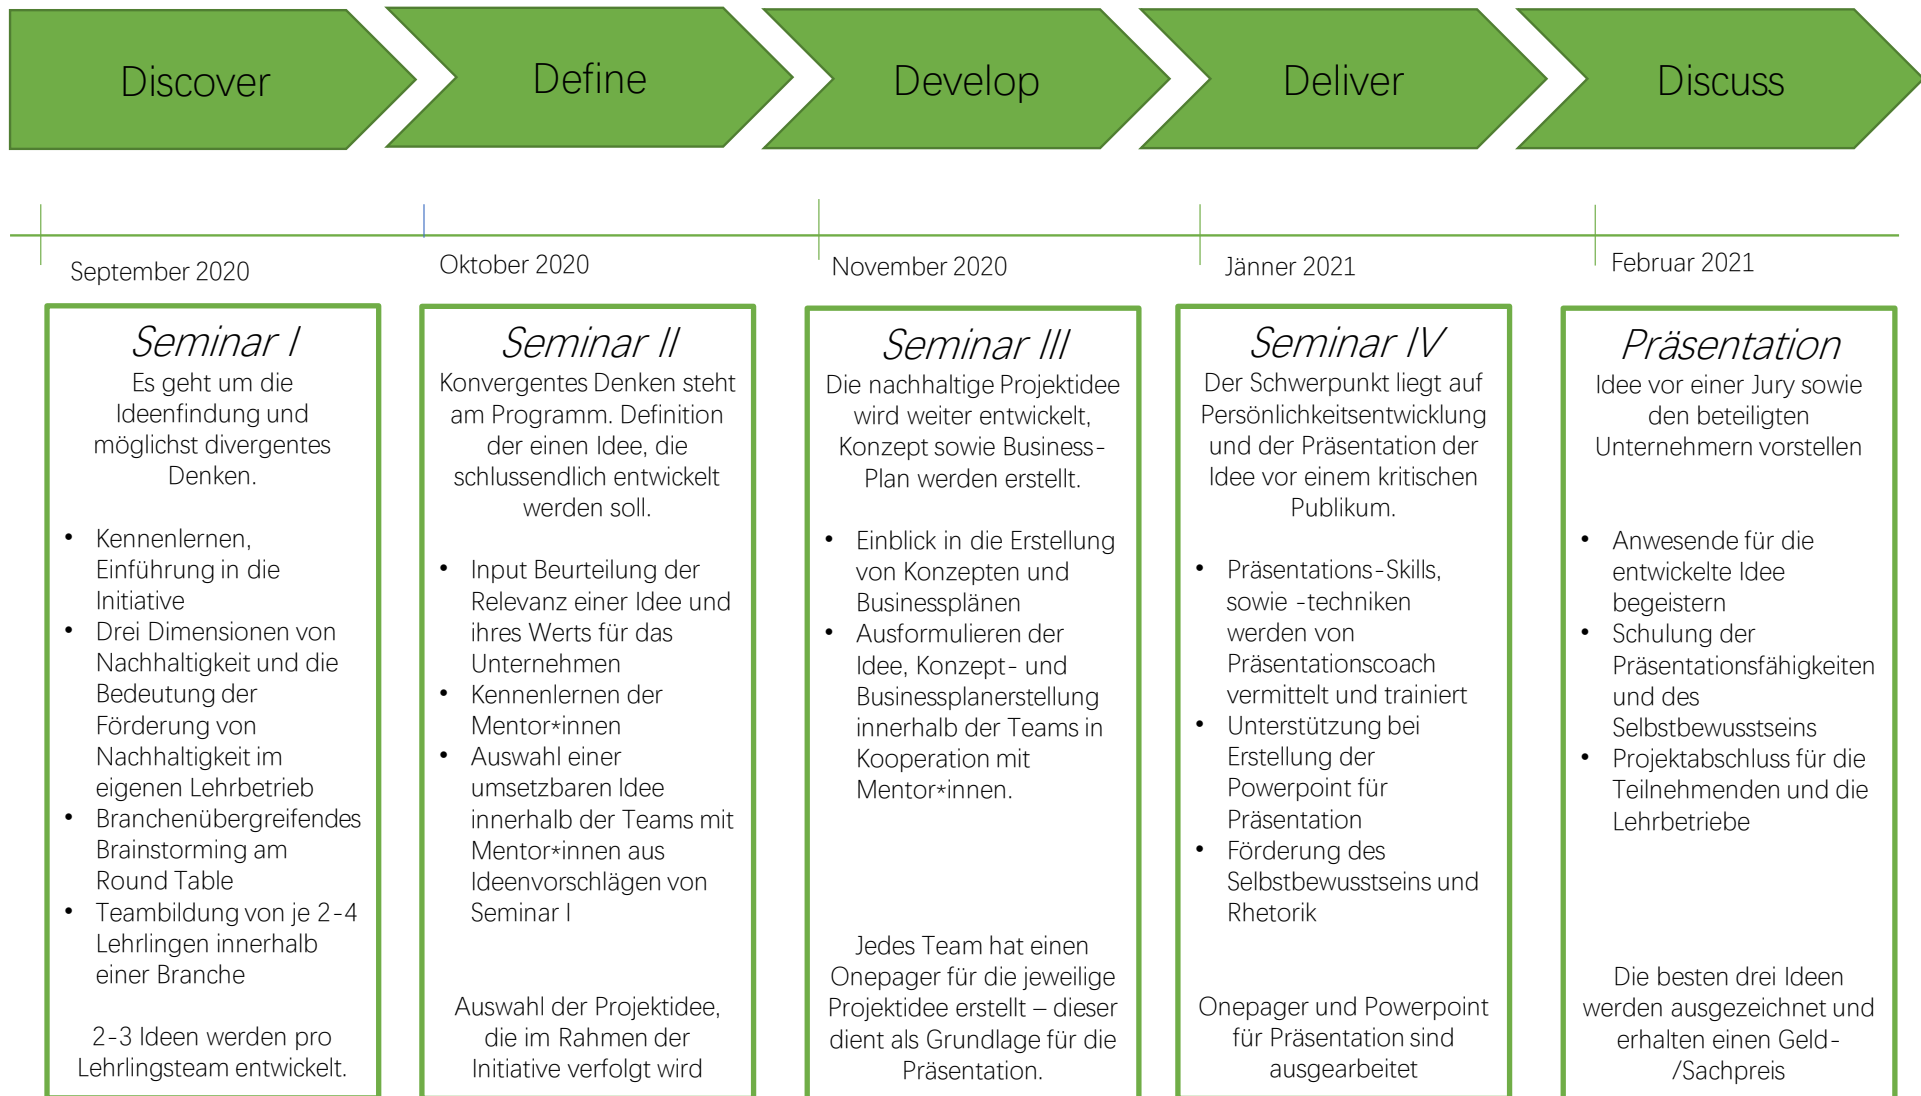 Discover
Define
Develop
Deliver
Discuss
September 2020
Oktober 2020
November 2020
Jänner 2021
Februar 2021
Seminar I
Es geht um die
Ideenfindung und
möglichst divergentes
Denken.
• Kennenlernen,
Einführung in die
Initiative
• Drei Dimensionen von
Nachhaltigkeit und die
Bedeutung der
Förderung von
Nachhaltigkeit im
eigenen Lehrbetrieb
• Branchenübergreifendes
Brainstorming am
Round Table
• Teambildung von je 2-4
Lehrlingen innerhalb
einer Branche
2-3 Ideen werden pro
Lehrlingsteam entwickelt.
Seminar II
Konvergentes Denken steht
am Programm. Definition
der einen Idee, die
schlussendlich entwickelt
werden soll.
• Input Beurteilung der
Relevanz einer Idee und
ihres Werts für das
Unternehmen
• Kennenlernen der
Mentor*innen
• Auswahl einer
umsetzbaren Idee
innerhalb der Teams mit
Mentor*innen aus
Ideenvorschlägen von
Seminar I
Auswahl der Projektidee,
die im Rahmen der
Initiative verfolgt wird
Seminar III
Die nachhaltige Projektidee
wird weiter entwickelt,
Konzept sowie Business-
Plan werden erstellt.
• Einblick in die Erstellung
von Konzepten und
Businessplänen
• Ausformulieren der
Idee, Konzept- und
Businessplanerstellung
innerhalb der Teams in
Kooperation mit
Mentor*innen.
Jedes Team hat einen
Onepager für die jeweilige
Projektidee erstellt – dieser
dient als Grundlage für die
Präsentation.
Seminar IV
Der Schwerpunkt liegt auf
Persönlichkeitsentwicklung
und der Präsentation der
Idee vor einem kritischen
Publikum.
• Präsentations-Skills,
sowie -techniken
werden von
Präsentationscoach
vermittelt und trainiert
• Unterstützung bei
Erstellung der
Powerpoint für
Präsentation
• Förderung des
Selbstbewusstseins und
Rhetorik
Onepager und Powerpoint
für Präsentation sind
ausgearbeitet
Präsentation
Idee vor einer Jury sowie
den beteiligten
Unternehmern vorstellen
• Anwesende für die
entwickelte Idee
begeistern
• Schulung der
Präsentationsfähigkeiten
und des
Selbstbewusstseins
• Projektabschluss für die
Teilnehmenden und die
Lehrbetriebe
Die besten drei Ideen
werden ausgezeichnet und
erhalten einen Geld-
/Sachpreis